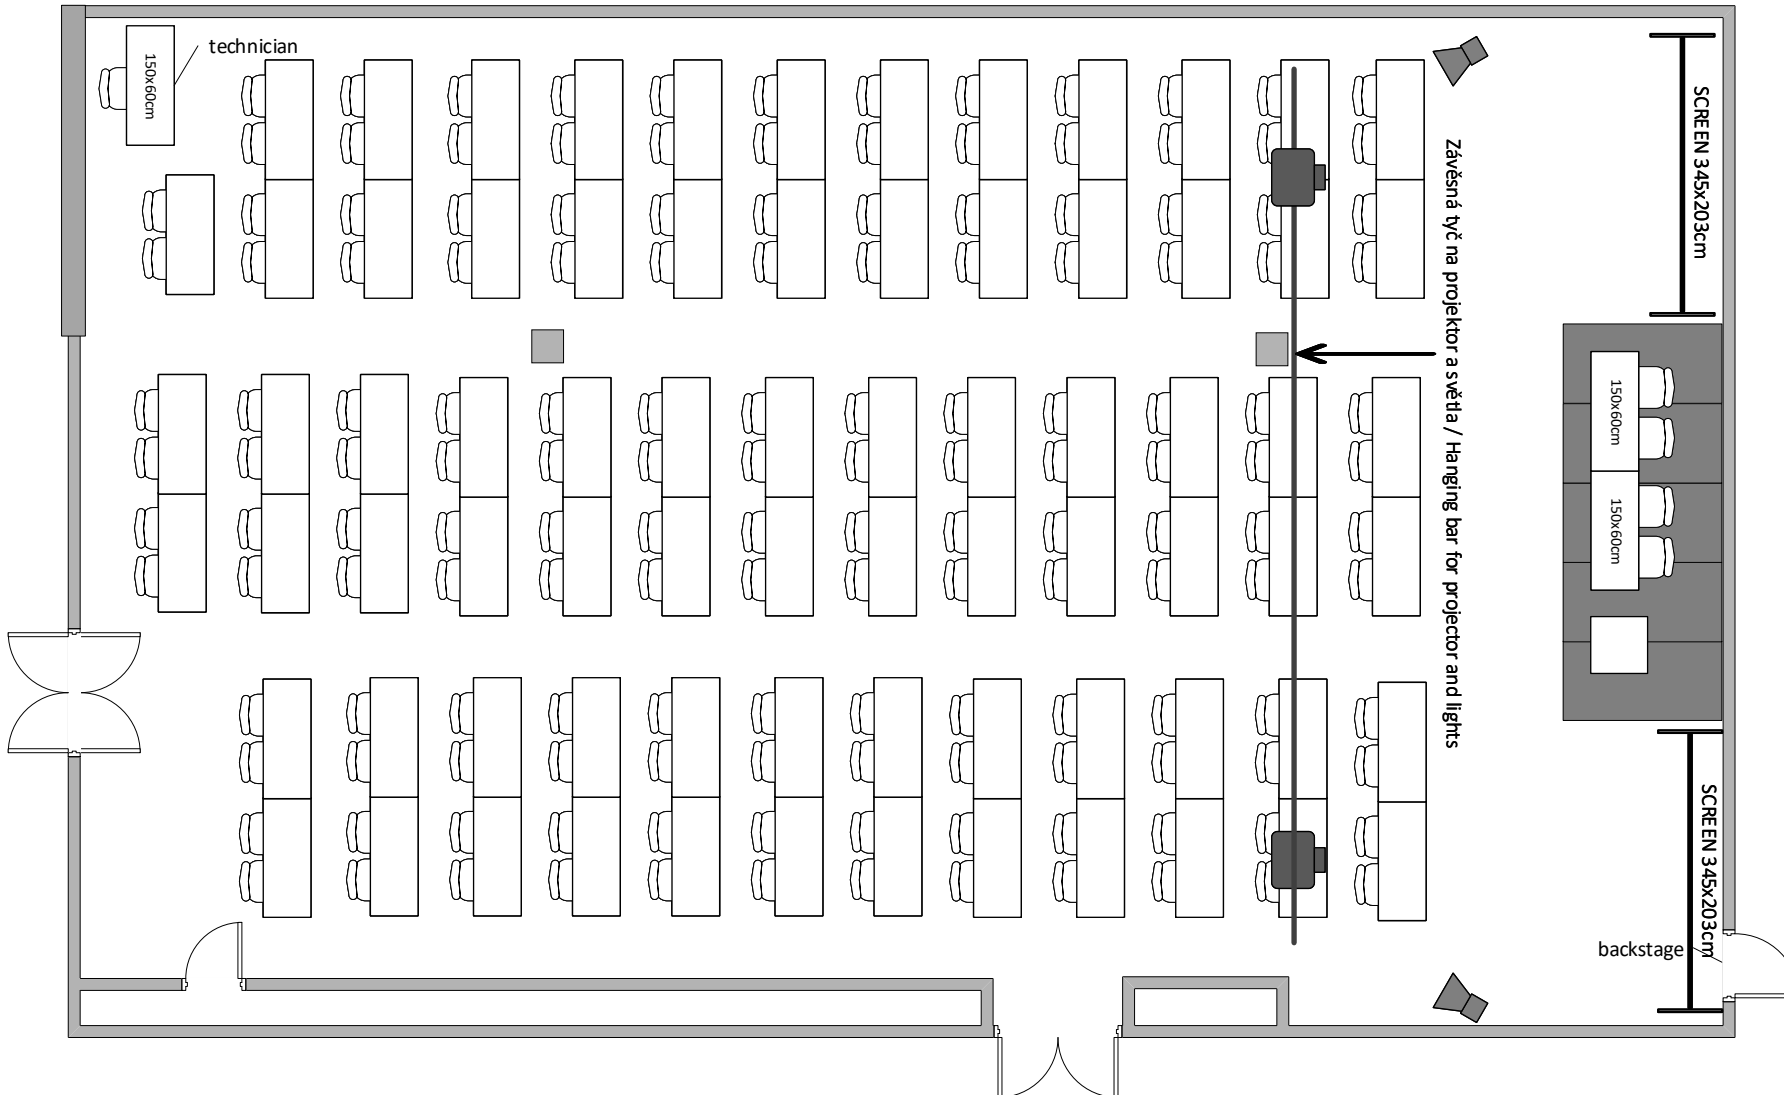 technician
150x60cm
SCREEN 345x203cm
Závěsná tyč na projektor a světla / Hanging bar for projector and lights
150x60cm
150x60cm
SCREEN 345x203cm
backstage